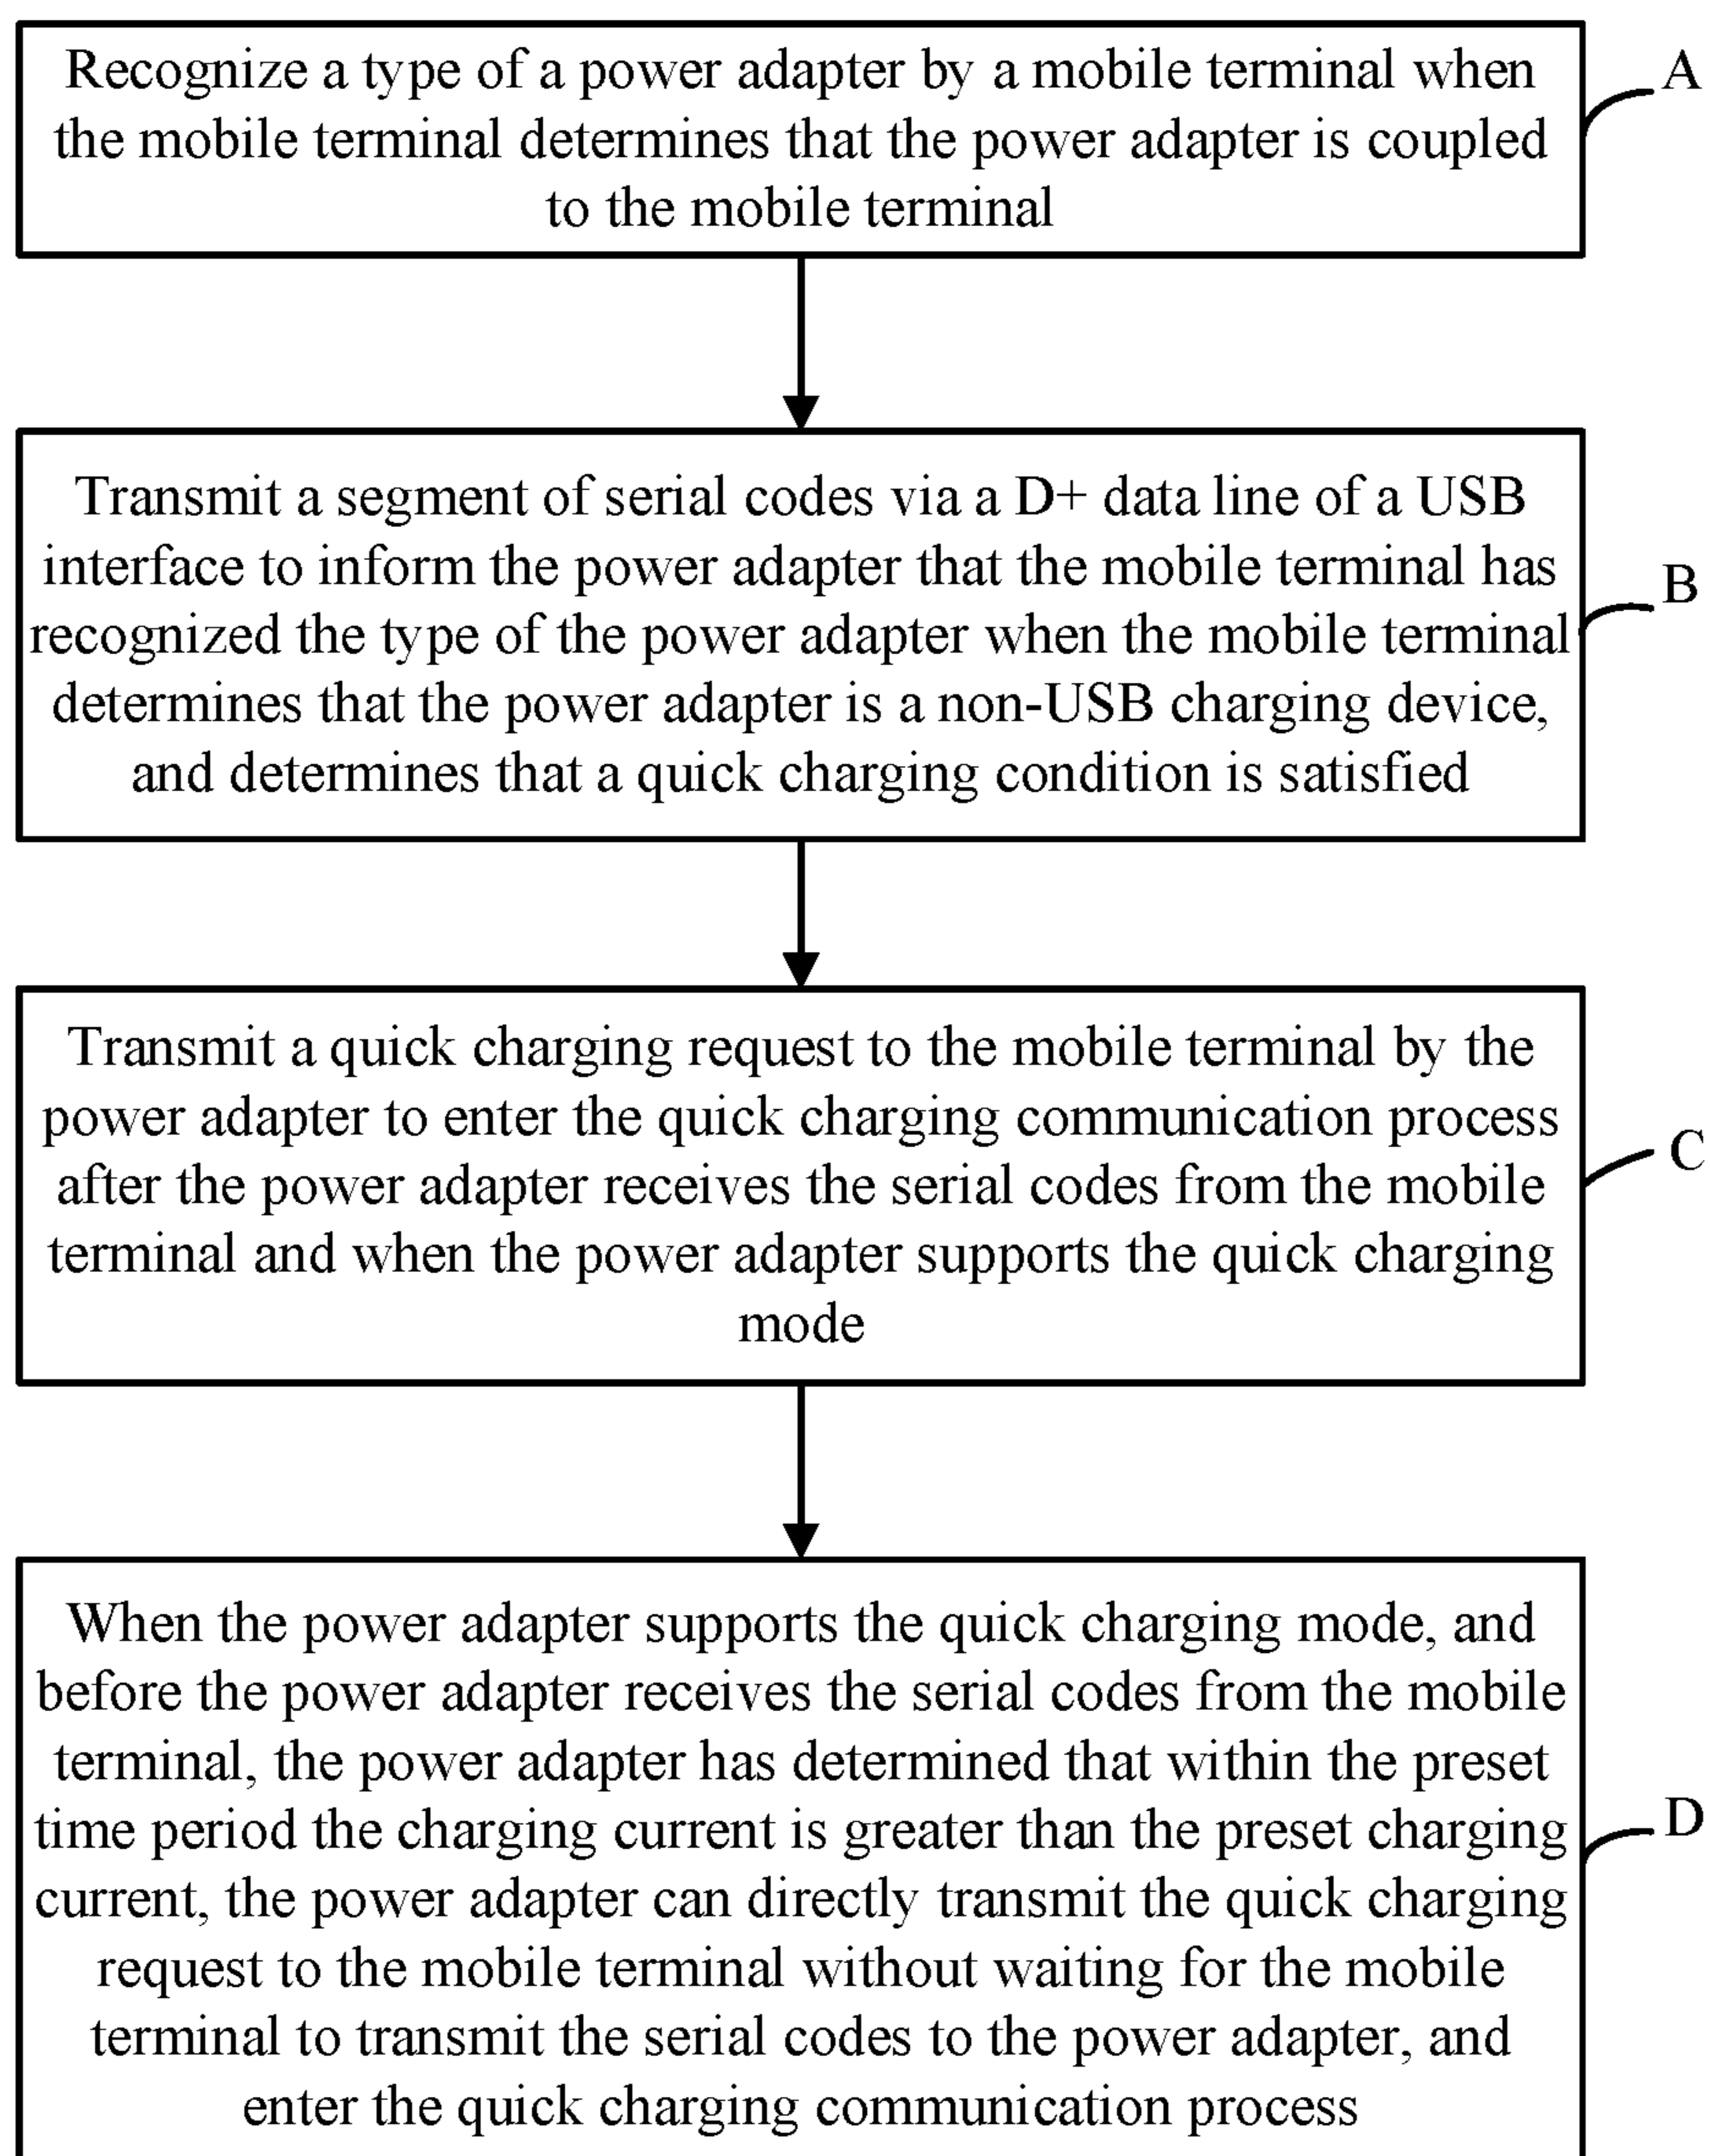 Recognize a type of a power adapter by a mobile terminal when
the mobile terminal determines that the power adapter is coupled
to the mobile terminal
A
Transmit a segment of serial codes via a D+ data line of a USB
interface to inform the power adapter that the mobile terminal has
recognized the type of the power adapter when the mobile terminal
determines that the power adapter is a non-USB charging device,
and determines that a quick charging condition is satisfied
B
Transmit a quick charging request to the mobile terminal by the
power adapter to enter the quick charging communication process
after the power adapter receives the serial codes from the mobile
terminal and when the power adapter supports the quick charging
mode
C
When the power adapter supports the quick charging mode, and
before the power adapter receives the serial codes from the mobile
terminal, the power adapter has determined that within the preset
time period the charging current is greater than the preset charging
current, the power adapter can directly transmit the quick charging
request to the mobile terminal without waiting for the mobile
terminal to transmit the serial codes to the power adapter, and
enter the quick charging communication process
D